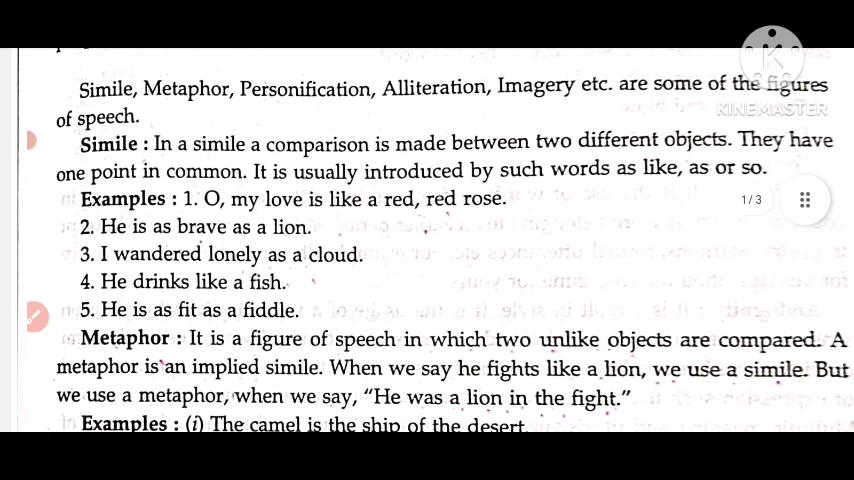 Simile, Metaphor, Personification, Alliteration, Imagery etc. are some of the figures
of speech.
Simile : In a simile a comparison is made between two different objects. They have
one point in common. It is usually introduced by such words as like, as or so.
Examples : 1. O, my love is like a red, red rose.
2. He is as brave as a lion.
3. I wandered lonely as a cloud.
4. He drinks like a fish.
5. He is as fit as a fiddle.
Metaphor : It is a figure of speech in which two unlike objects are compared. A
metaphor is an implied simile. When we say he fights like a lion, we use a simile. But
we use a metaphor, when we say, “He was a lion in the fight.”
Examples : (i) The camel is the ship of the desert.
K
KINEMASTER
1/3